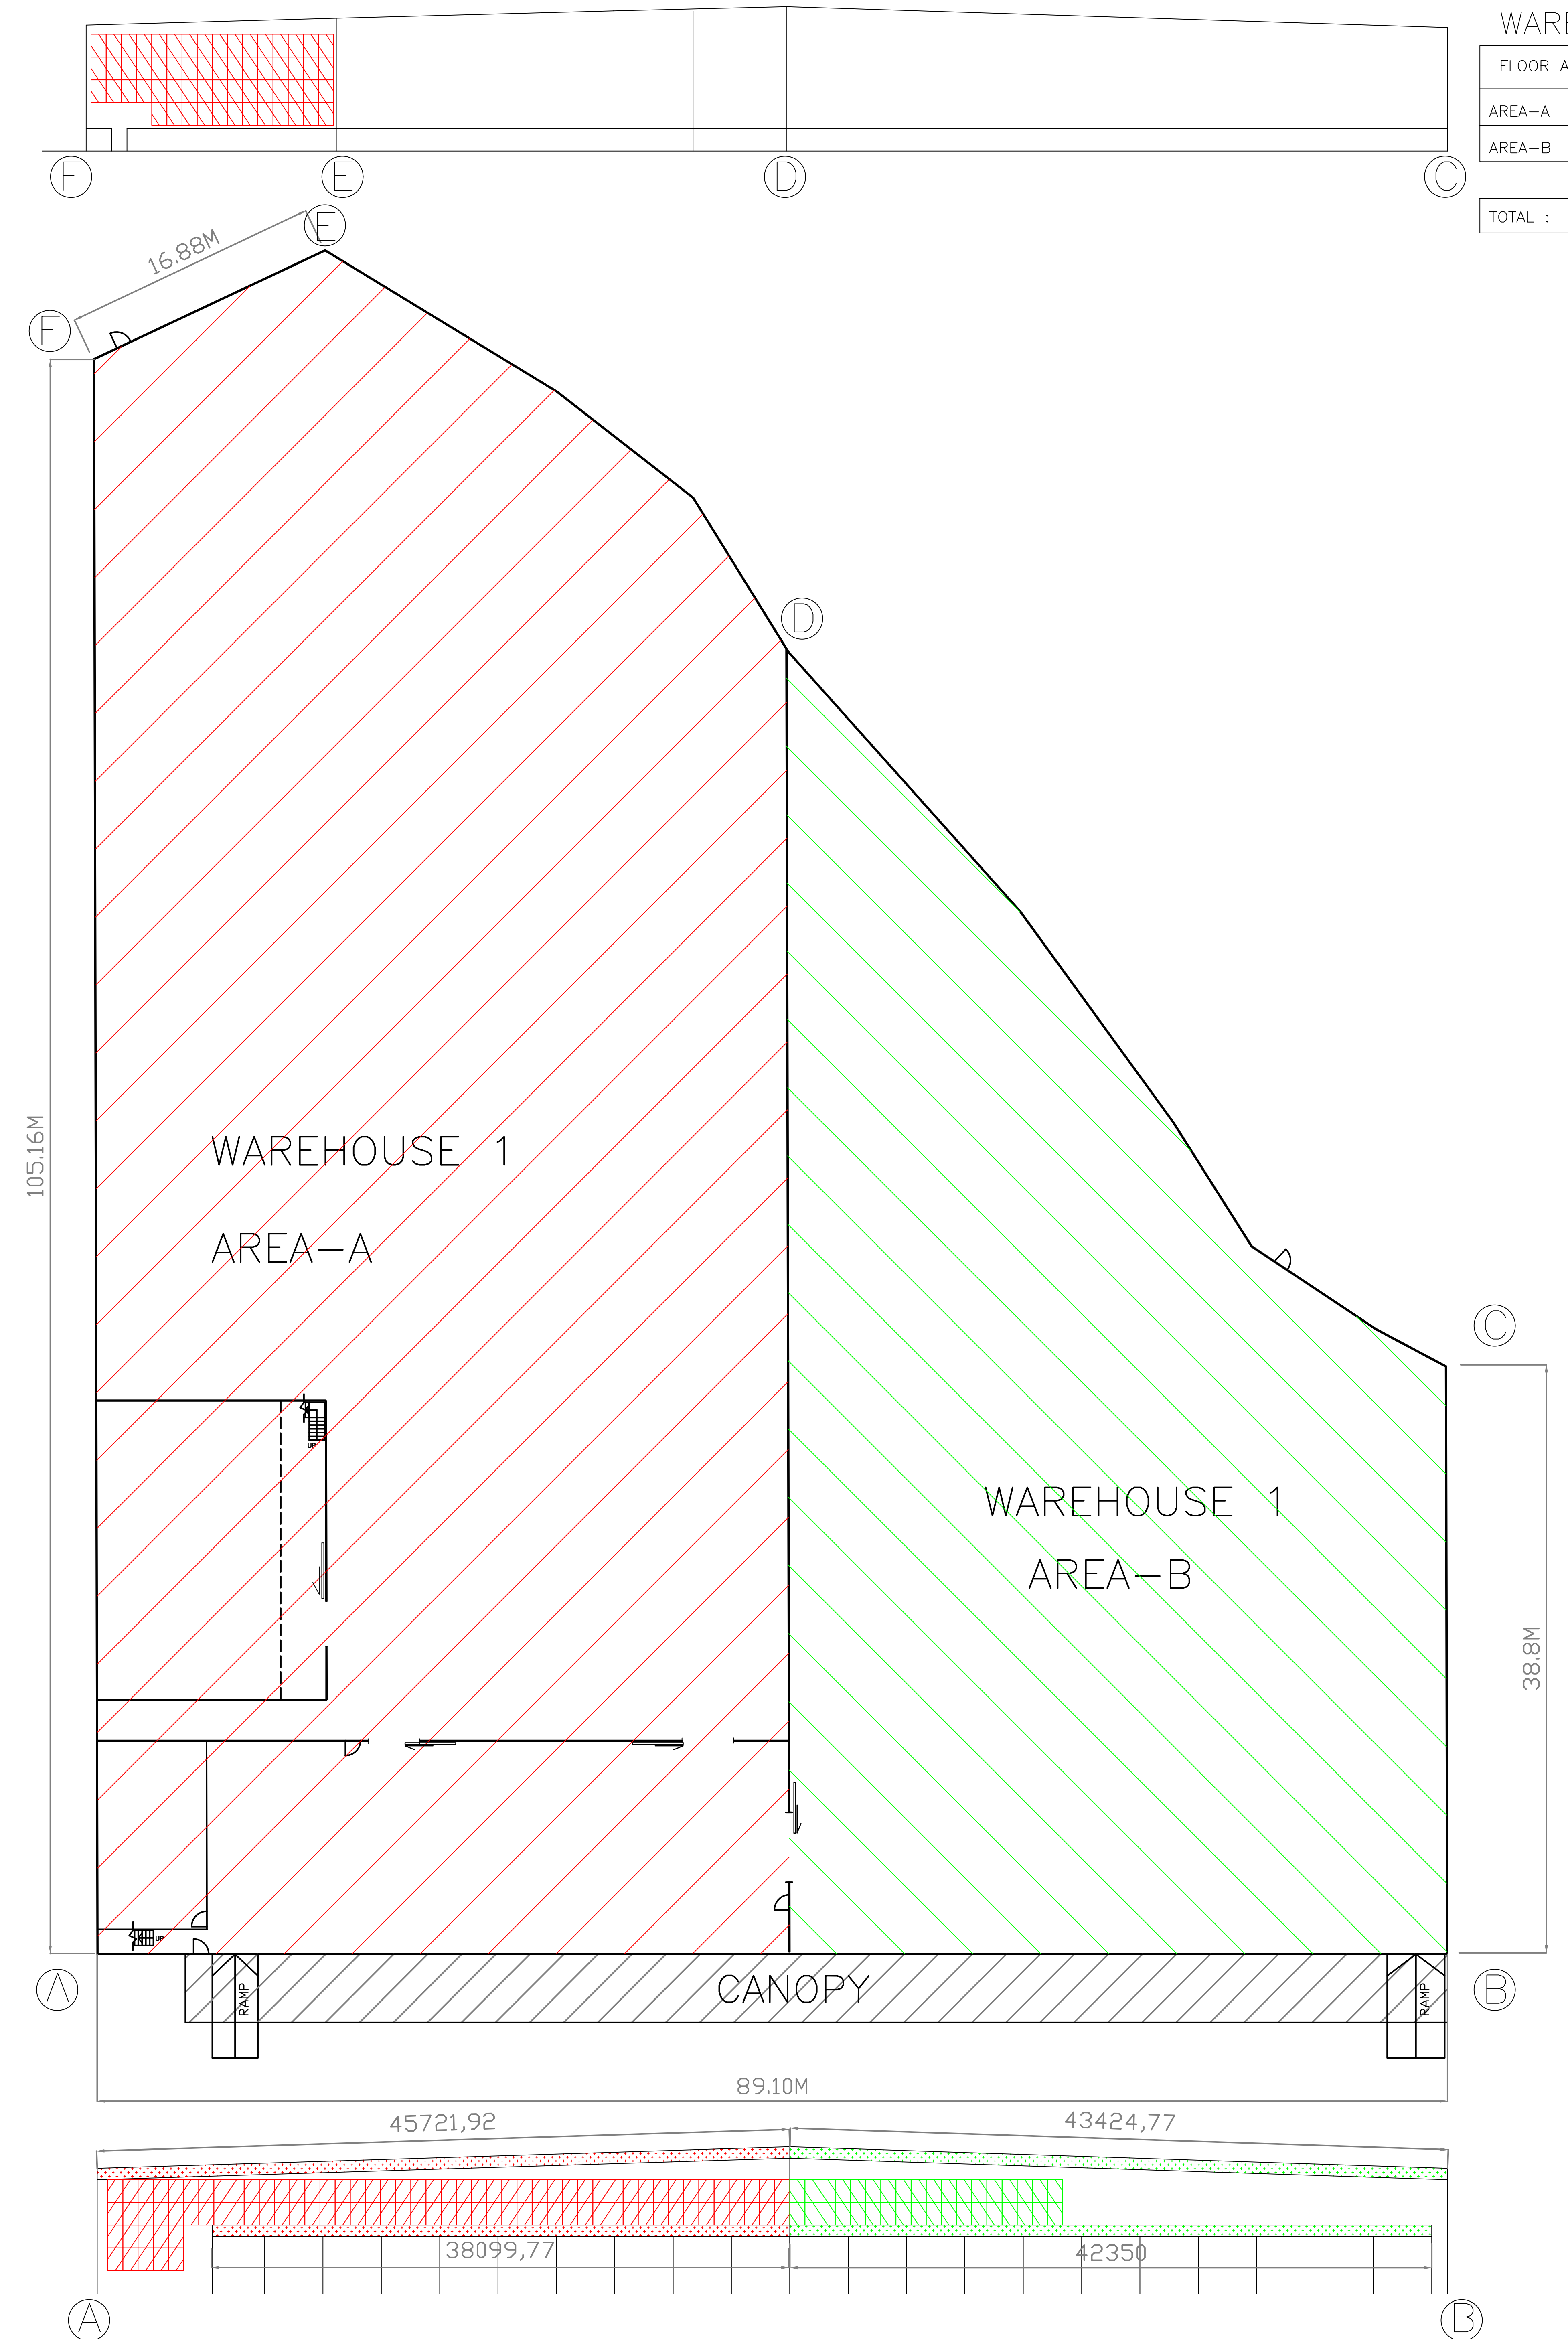 WARE
FLOOR A
AREA-A
AREA-B
TOTAL :
F
E
D
C
E
16.88M
F
D
105.16M
WAREHOUSE 1
AREA-A
C
UP
WAREHOUSE 1
AREA-B
38.8M
UP
A
RAMP
CANOPY
RAMP
B
89.10M
45721,92
43424,77
38099,77
42350
A
B